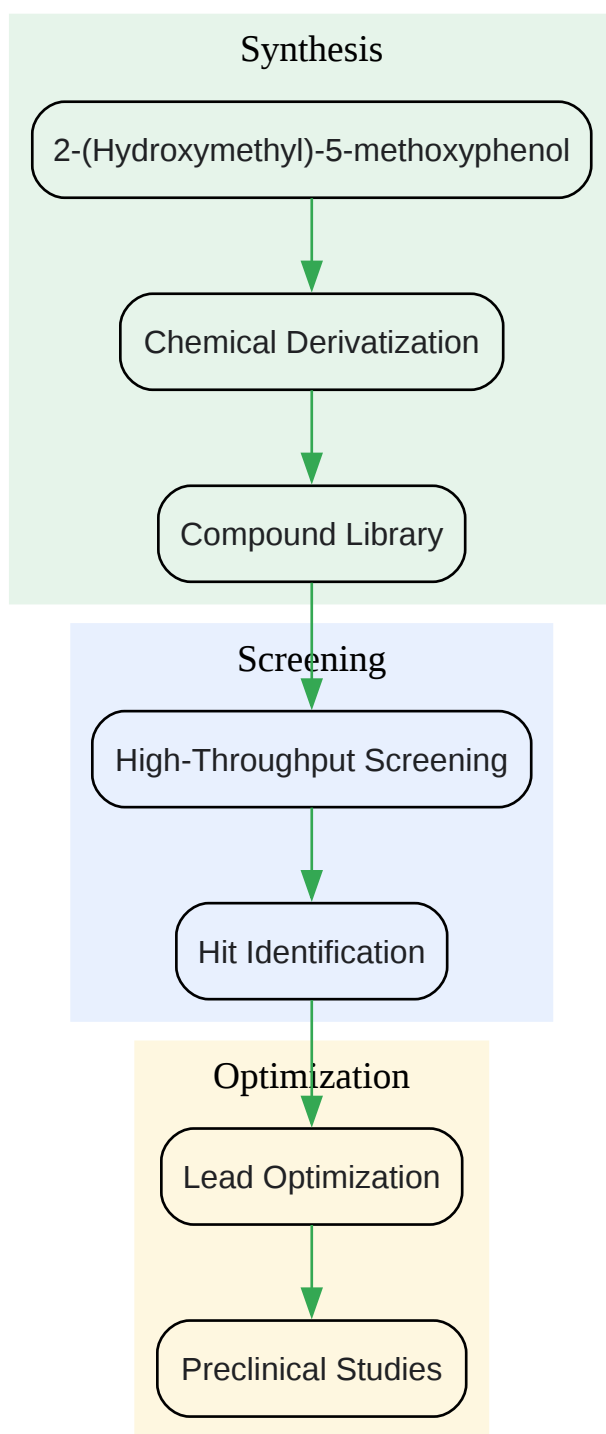 Synthesis
2-(Hydroxymethyl)-5-methoxyphenol
Chemical Derivatization
Compound Library
Screening
High-Throughput Screening
Hit Identification
Optimization
Lead Optimization
Preclinical Studies